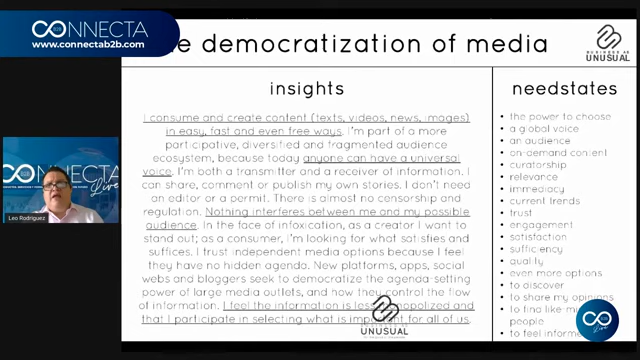 CONNECTA
www.connectab2b.com
e democratization of media
BUSINESS AS
UNUSUAL
insights
I consume and create content (texts, videos, news, images)
in easy, fast and even free ways. I'm part of a more
participative, diversified and fragmented audience
ecosystem, because today anyone can have a universal
voice. I'm both a transmitter and a receiver of information. I
can share, comment or publish my own stories. I don't need
an editor or a permit. There is almost no censorship and
regulation. Nothing interferes between me and my possible
audience. In the face of infoxication, as a creator I want to
stand out; as a consumer, I'm looking for what satisfies and
suffices. I trust independent media options because I feel
they have no hidden agenda. New platforms, apps, social
webs and bloggers seek to democratize the agenda-setting
power of large media outlets, and how they control the flow
of information. I feel the information is less monopolized and
that I participate in selecting what is important for all of us.
UNUSUAL
needstates
• the power to choose
• a global voice
• an audience
• on-demand content
• curatorship
• relevance
• immediacy
• current trends
• trust
• engagement
• satisfaction
• sufficiency
• quality
• even more options
• to discover
• to share my opinions
• to find like-mi
people
• to feel inform
CONNECTA
Live
Leo Rodriguez
Live